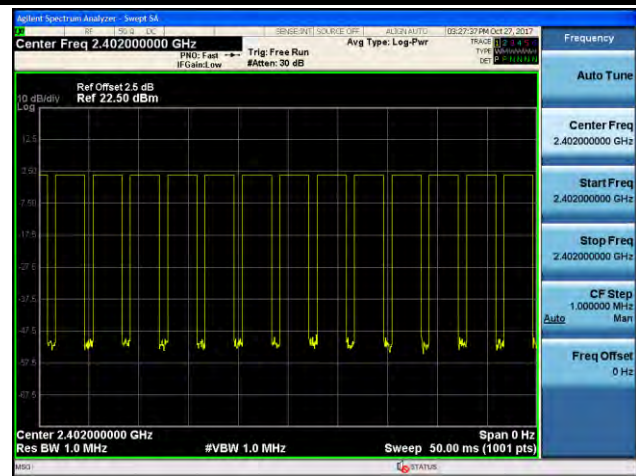 Agilent Spectrum Analyzer - Swept SA
RF 50 Ω DC SENSE:INT SOURCE OFF ALIGN AUTO 03:27:37 PM Oct 27, 2017
Center Freq 2.402000000 GHz
PNO: Fast
IFGain:Low
Trig: Free Run
#Atten: 30 dB
Avg Type: Log-Pwr
TRACE 1 2 3 4 5 6
TYPE
DET P P N N N N
Ref Offset 2.5 dB
10 dB/div Ref 22.50 dBm
Log
12.5
2.50
-7.50
-17.5
-27.5
-37.5
-47.5
-57.5
-67.5
Center 2.402000000 GHz Span 0 Hz
Res BW 1.0 MHz #VBW 1.0 MHz Sweep 50.00 ms (1001 pts)
MSG STATUS
Frequency
Auto Tune
Center Freq
2.402000000 GHz
Start Freq
2.402000000 GHz
Stop Freq
2.402000000 GHz
CF Step
1.000000 MHz
Auto Man
Freq Offset
0 Hz